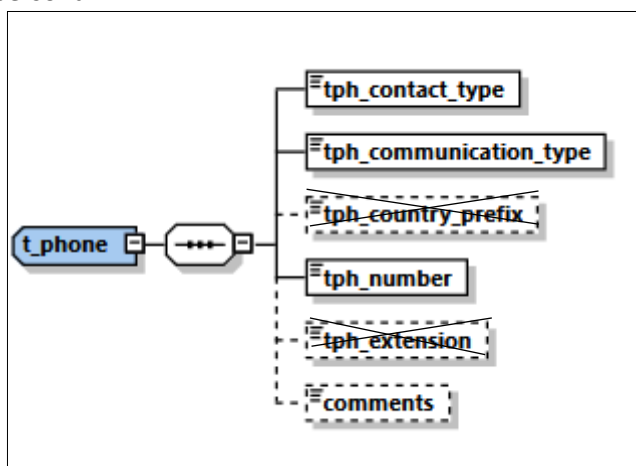 tph_contact_type
tph_communication_type
tph_country_prefix
t_phone
tph_number
tph_extension
comments